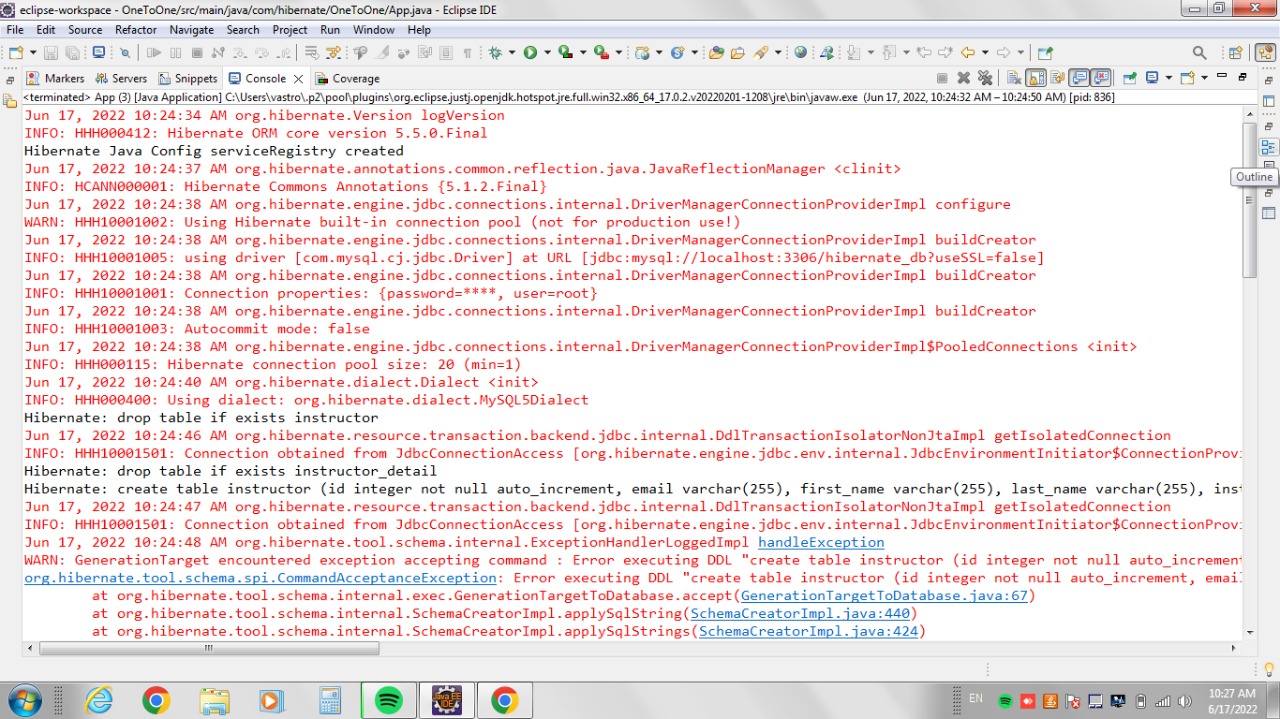 eclipse-workspace - OneToOne/src/main/java/com/hibernate/OneToOne/App.java - Eclipse IDE
File Edit Source Refactor Navigate Search Project Run Window Help
Markers Servers Snippets Console Coverage
<terminated> App (3) [Java Application] C:\Users\vastro\.p2\pool\plugins\org.eclipse.justj.openjdk.hotspot.jre.full.win32.x86_64_17.0.2.v20220201-1208\jre\bin\javaw.exe (Jun 17, 2022, 10:24:32 AM – 10:24:50 AM) [pid: 836]
Jun 17, 2022 10:24:34 AM org.hibernate.Version logVersion
INFO: HHH000412: Hibernate ORM core version 5.5.0.Final
Hibernate Java Config serviceRegistry created
Jun 17, 2022 10:24:37 AM org.hibernate.annotations.common.reflection.java.JavaReflectionManager <clinit>
INFO: HCANN000001: Hibernate Commons Annotations {5.1.2.Final}
Jun 17, 2022 10:24:38 AM org.hibernate.engine.jdbc.connections.internal.DriverManagerConnectionProviderImpl configure
WARN: HHH10001002: Using Hibernate built-in connection pool (not for production use!)
Jun 17, 2022 10:24:38 AM org.hibernate.engine.jdbc.connections.internal.DriverManagerConnectionProviderImpl buildCreator
INFO: HHH10001005: using driver [com.mysql.cj.jdbc.Driver] at URL [jdbc:mysql://localhost:3306/hibernate_db?useSSL=false]
Jun 17, 2022 10:24:38 AM org.hibernate.engine.jdbc.connections.internal.DriverManagerConnectionProviderImpl buildCreator
INFO: HHH10001001: Connection properties: {password=****, user=root}
Jun 17, 2022 10:24:38 AM org.hibernate.engine.jdbc.connections.internal.DriverManagerConnectionProviderImpl buildCreator
INFO: HHH10001003: Autocommit mode: false
Jun 17, 2022 10:24:38 AM org.hibernate.engine.jdbc.connections.internal.DriverManagerConnectionProviderImpl$PooledConnections <init>
INFO: HHH000115: Hibernate connection pool size: 20 (min=1)
Jun 17, 2022 10:24:40 AM org.hibernate.dialect.Dialect <init>
INFO: HHH000400: Using dialect: org.hibernate.dialect.MySQL5Dialect
Hibernate: drop table if exists instructor
Jun 17, 2022 10:24:46 AM org.hibernate.resource.transaction.backend.jdbc.internal.DdlTransactionIsolatorNonJtaImpl getIsolatedConnection
INFO: HHH10001501: Connection obtained from JdbcConnectionAccess [org.hibernate.engine.jdbc.env.internal.JdbcEnvironmentInitiator$ConnectionProvi
Hibernate: drop table if exists instructor_detail
Hibernate: create table instructor (id integer not null auto_increment, email varchar(255), first_name varchar(255), last_name varchar(255), inst
Jun 17, 2022 10:24:47 AM org.hibernate.resource.transaction.backend.jdbc.internal.DdlTransactionIsolatorNonJtaImpl getIsolatedConnection
INFO: HHH10001501: Connection obtained from JdbcConnectionAccess [org.hibernate.engine.jdbc.env.internal.JdbcEnvironmentInitiator$ConnectionProvi
Jun 17, 2022 10:24:48 AM org.hibernate.tool.schema.internal.ExceptionHandlerLoggedImpl handleException
WARN: GenerationTarget encountered exception accepting command : Error executing DDL "create table instructor (id integer not null auto_increment
org.hibernate.tool.schema.spi.CommandAcceptanceException: Error executing DDL "create table instructor (id integer not null auto_increment, email
at org.hibernate.tool.schema.internal.exec.GenerationTargetToDatabase.accept(GenerationTargetToDatabase.java:67)
at org.hibernate.tool.schema.internal.SchemaCreatorImpl.applySqlString(SchemaCreatorImpl.java:440)
at org.hibernate.tool.schema.internal.SchemaCreatorImpl.applySqlStrings(SchemaCreatorImpl.java:424)
Outline
Java EE
IDE
EN
10:27 AM
6/17/2022